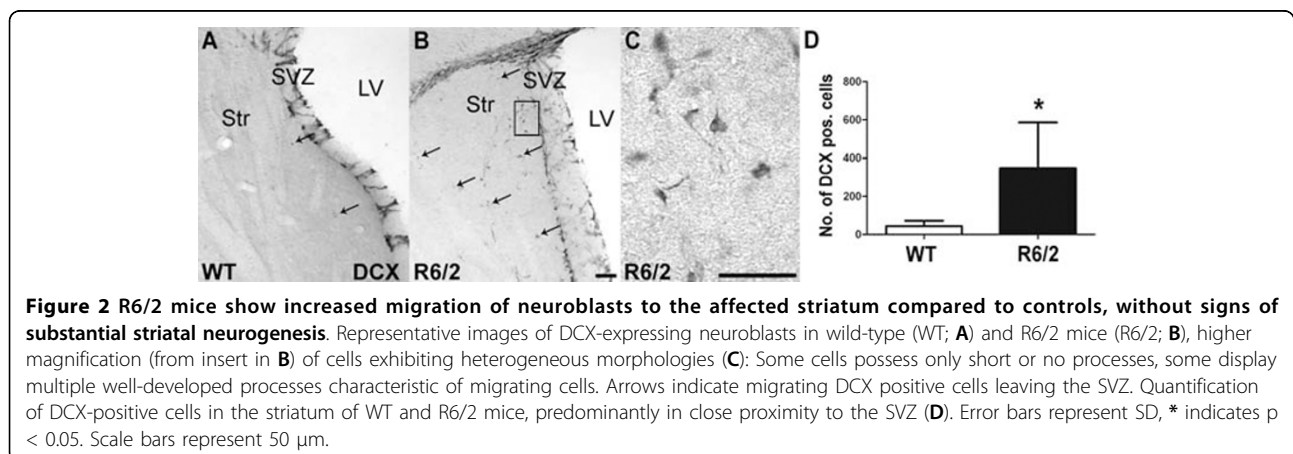 A
B
C
D
SVZ
LV
Str
SVZ
Str
LV
WT
DCX
R6/2
R6/2
No. of DCX pos. cells
800
600
400
200
0
*
WT
R6/2
Figure 2 R6/2 mice show increased migration of neuroblasts to the affected striatum compared to controls, without signs of
substantial striatal neurogenesis. Representative images of DCX-expressing neuroblasts in wild-type (WT; A) and R6/2 mice (R6/2; B), higher
magnification (from insert in B) of cells exhibiting heterogeneous morphologies (C): Some cells possess only short or no processes, some display
multiple well-developed processes characteristic of migrating cells. Arrows indicate migrating DCX positive cells leaving the SVZ. Quantification
of DCX-positive cells in the striatum of WT and R6/2 mice, predominantly in close proximity to the SVZ (D). Error bars represent SD, * indicates p
< 0.05. Scale bars represent 50 μm.